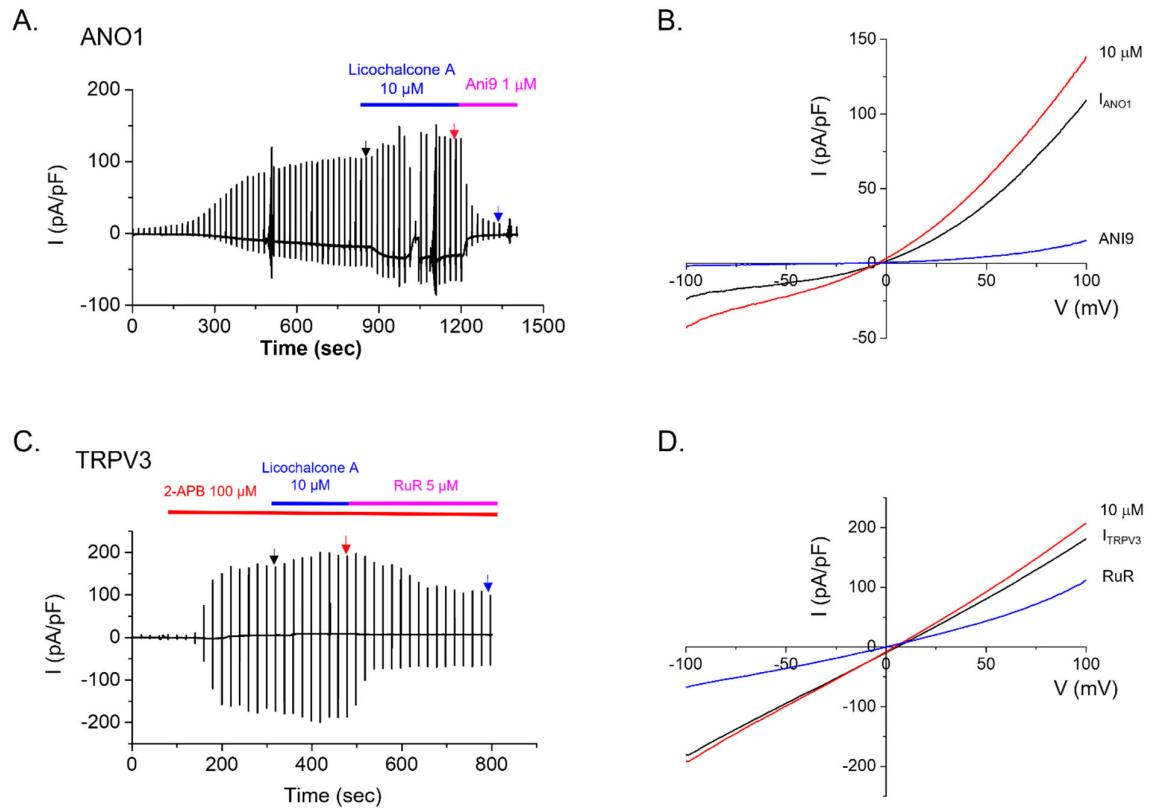 A.
ANO1
Licochalcone A
10 µM
Ani9 1 µM
200
100
0
-100
I (pA/pF)
0 300 600 900 1200 1500
Time (sec)
B.
150
100
50
0
-50
I (pA/pF)
-100 -50 0 50 100
V (mV)
10 µM
IANO1
ANI9
C.
TRPV3
Licochalcone A
2-APB 100 µM
10 µM
RuR 5 µM
200
100
0
-100
-200
I (pA/pF)
0 200 400 600 800
Time (sec)
D.
200
100
0
-100
-200
I (pA/pF)
-100 -50 0 50 100
V (mV)
10 µM
ITRPV3
RuR